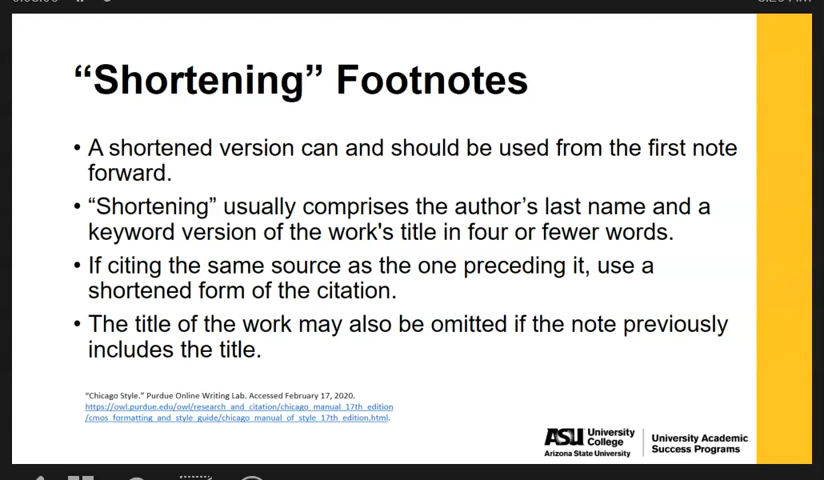 “Shortening” Footnotes
• A shortened version can and should be used from the first note
forward.
• “Shortening” usually comprises the author’s last name and a
keyword version of the work's title in four or fewer words.
• If citing the same source as the one preceding it, use a
shortened form of the citation.
• The title of the work may also be omitted if the note previously
includes the title.
“Chicago Style.” Purdue Online Writing Lab. Accessed February 17, 2020.
https://owl.purdue.edu/owl/research_and_citation/chicago_manual_17th_edition
/cmos_formatting_and_style_guide/chicago_manual_of_style_17th_edition.html.
ASU University
College
Arizona State University
University Academic
Success Programs